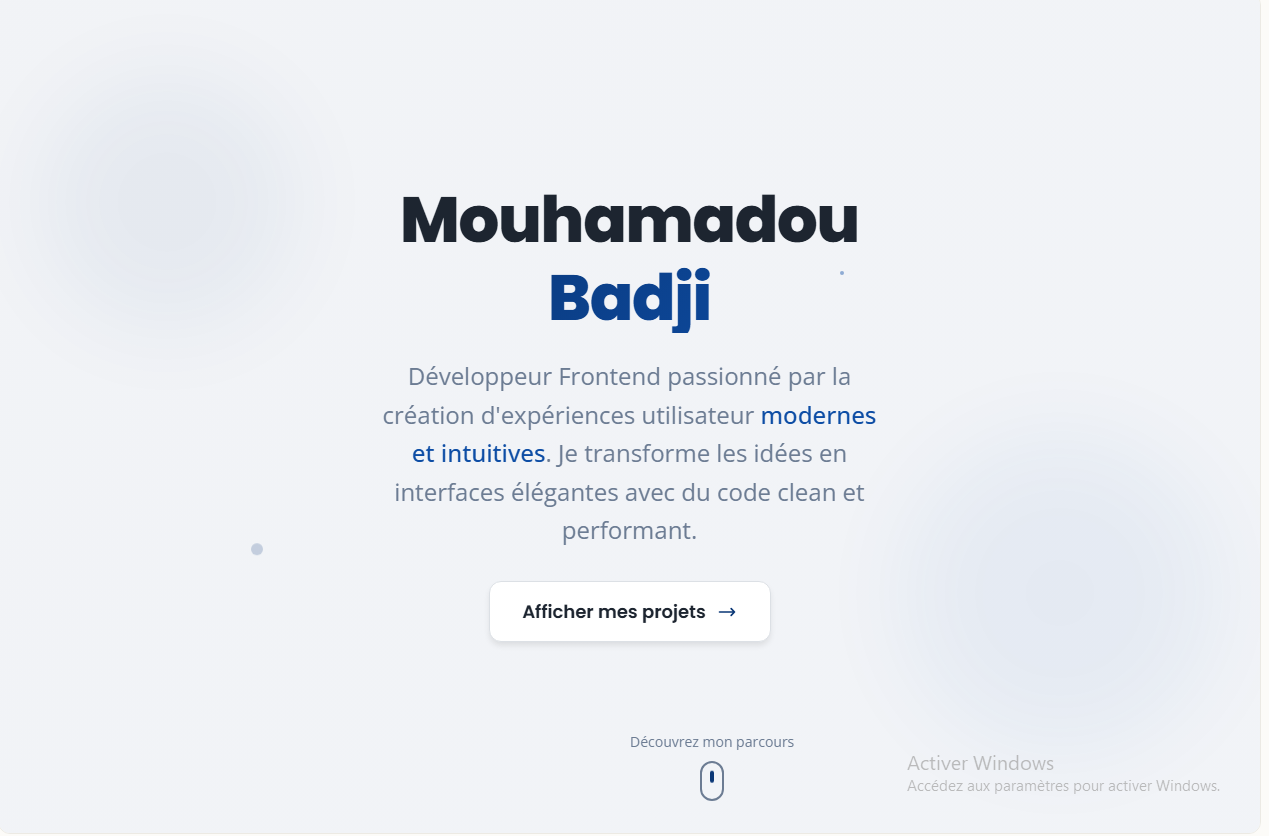 Mouhamadou
Badji
Développeur Frontend passionné par la
création d'expériences utilisateur modernes
et intuitives. Je transforme les idées en
interfaces élégantes avec du code clean et
performant.
Afficher mes projets →
Découvrez mon parcours
Activer Windows
Accédez aux paramètres pour activer Windows.